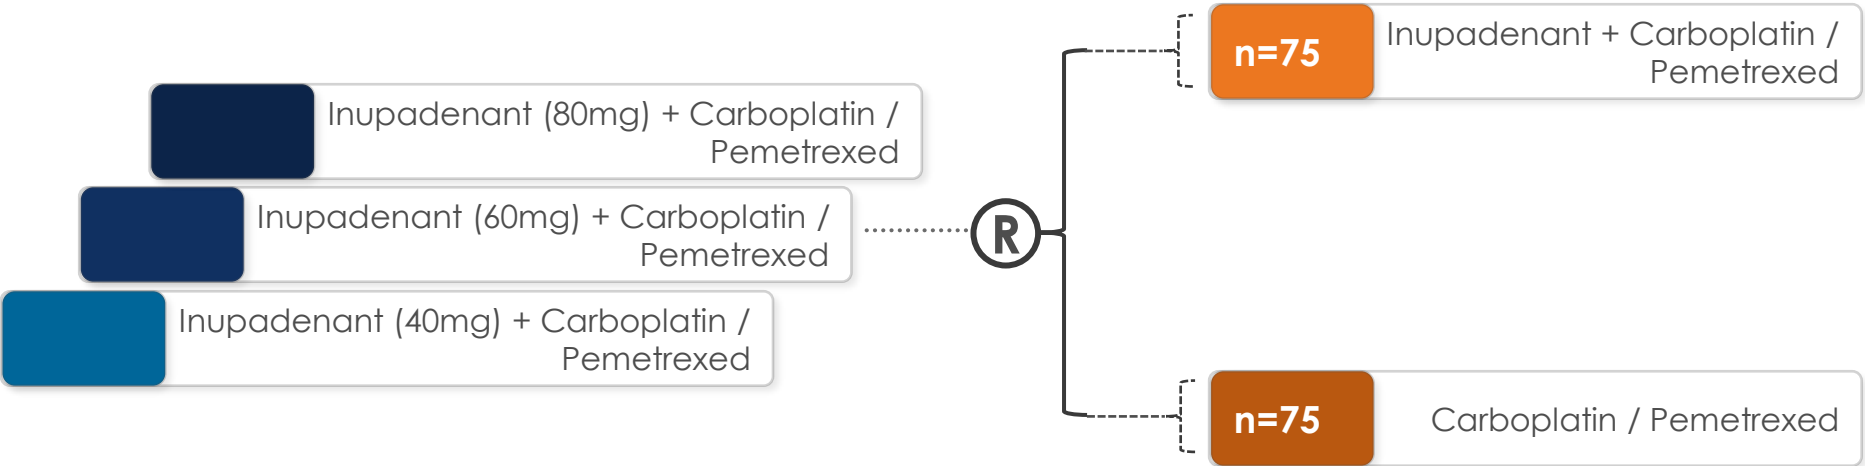 Inupadenant (80mg) + Carboplatin /
Pemetrexed
Inupadenant (60mg) + Carboplatin /
Pemetrexed
Inupadenant (40mg) + Carboplatin /
Pemetrexed
R
n=75
Inupadenant + Carboplatin /
Pemetrexed
n=75
Carboplatin / Pemetrexed